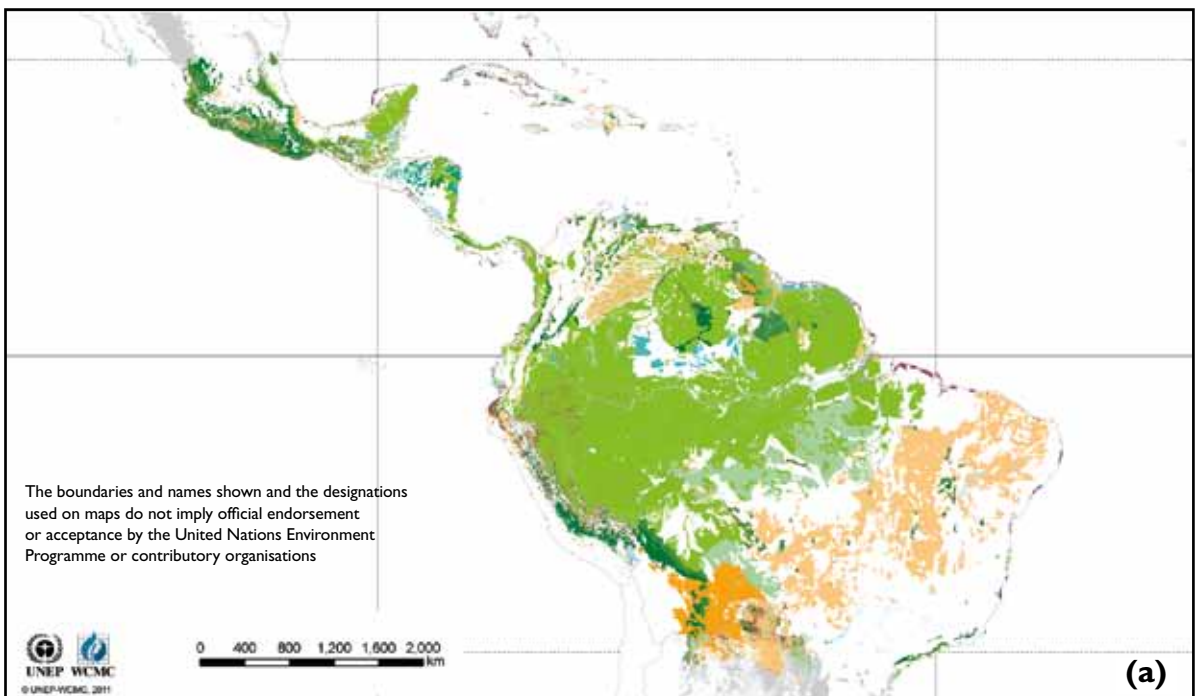 The boundaries and names shown and the designations
used on maps do not imply official endorsement
or acceptance by the United Nations Environment
Programme or contributory organisations
0 400 800 1,200 1,600 2,000
km
UNEP WCMC
© UNEP-WCMC, 2011
(a)